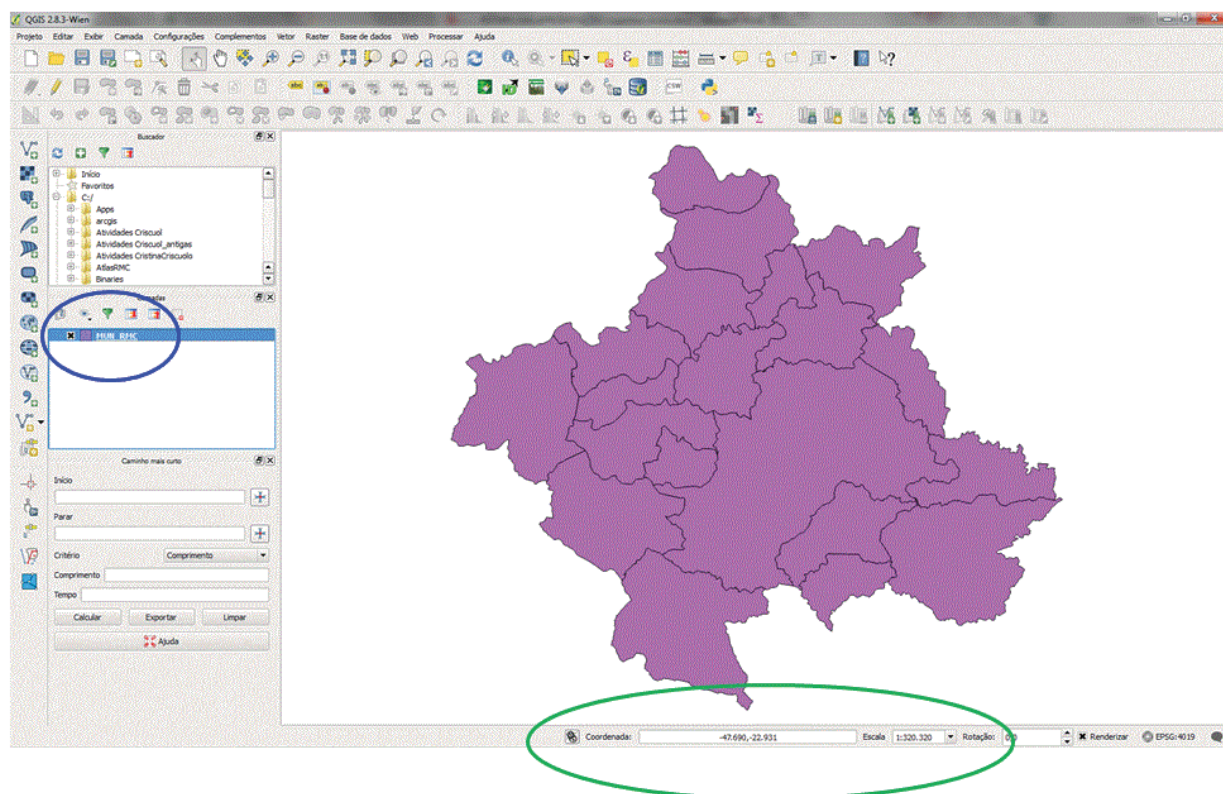 QGIS 2.8.3-Wien
Projeto Editar Exibir Camada Configurações Complementos Vetor Raster Base de dados Web Processar Ajuda
Buscador
Início
Favoritos
C:/
Apps
arcgis
Atividades Criscuol
Atividades Criscuol_antigas
Atividades CristinaCriscuolo
AtlasRMC
Binaries
Camadas
MUN_RMC
Caminho mais curto
Início
Parar
Critério Comprimento
Comprimento
Tempo
Calcular Exportar Limpar
Ajuda
Coordenada: -47.690,-22.931 Escala 1:320.320 Rotação: 0,0 Renderizar EPSG:4019